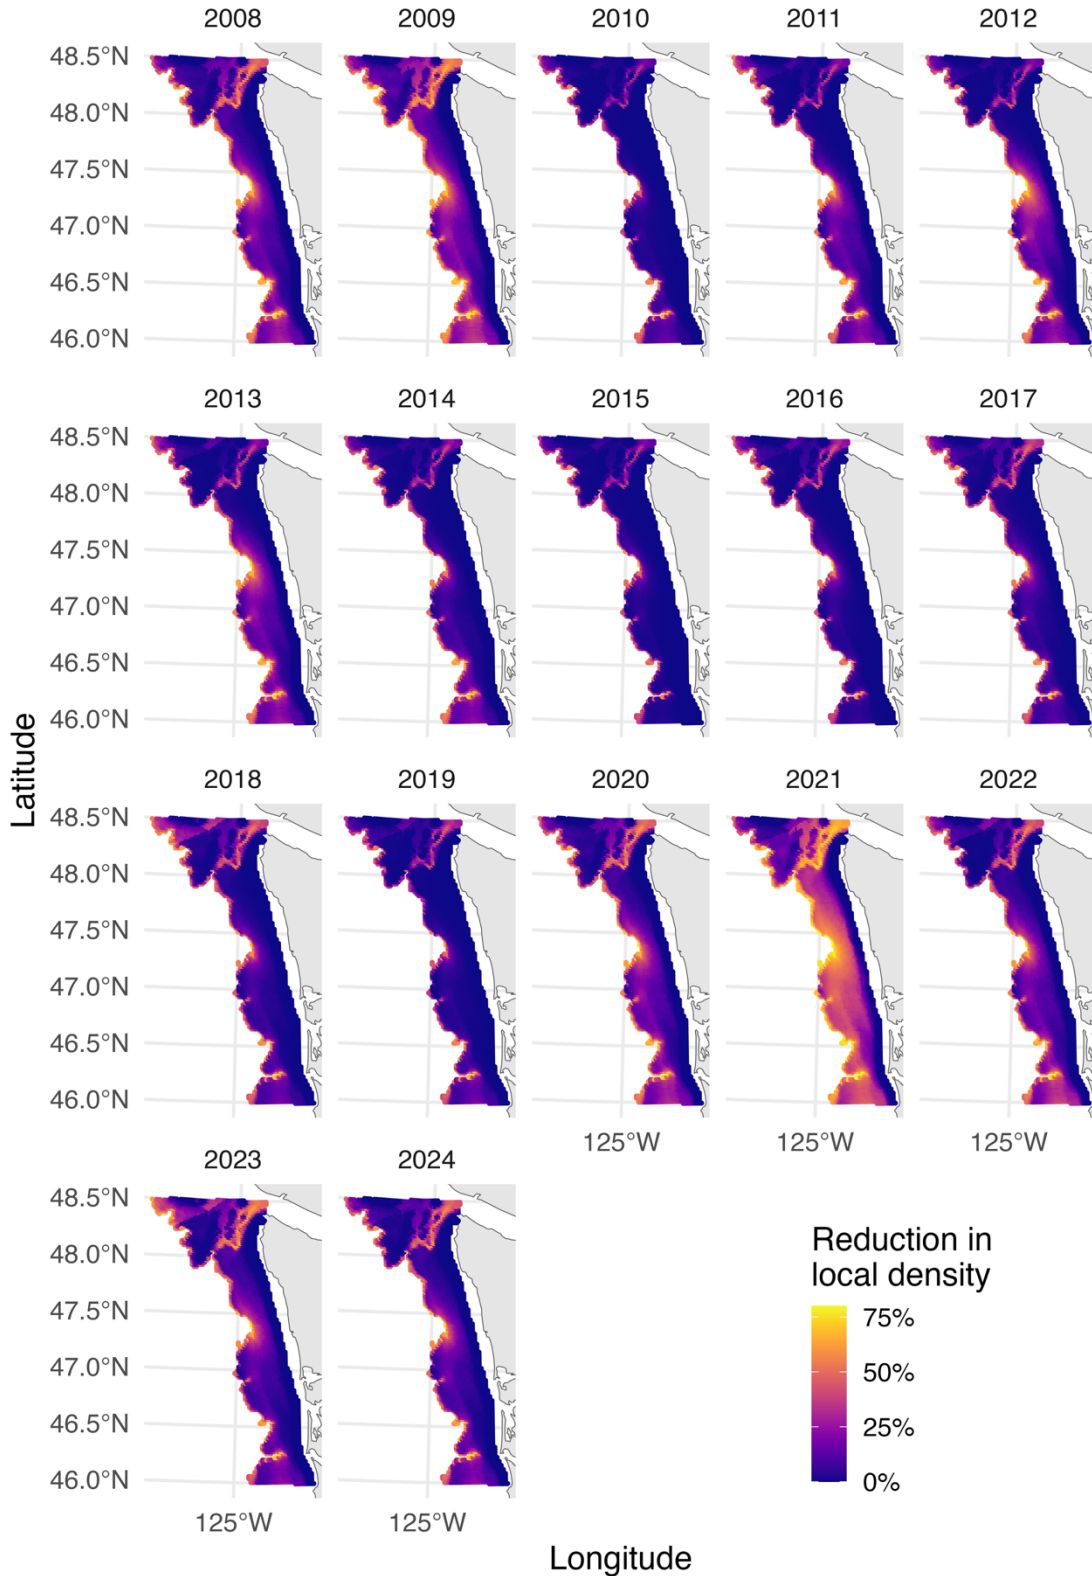 2008 2009 2010 2011 2012
48.5°N
48.0°N
47.5°N
47.0°N
46.5°N
46.0°N
2013 2014 2015 2016 2017
48.5°N
48.0°N
47.5°N
47.0°N
46.5°N
46.0°N
Latitude
2018 2019 2020 2021 2022
48.5°N
48.0°N
47.5°N
47.0°N
46.5°N
46.0°N
125°W 125°W 125°W
2023 2024
48.5°N
48.0°N
47.5°N
47.0°N
46.5°N
46.0°N
125°W 125°W
Reduction in
local density
75%
50%
25%
0%
Longitude